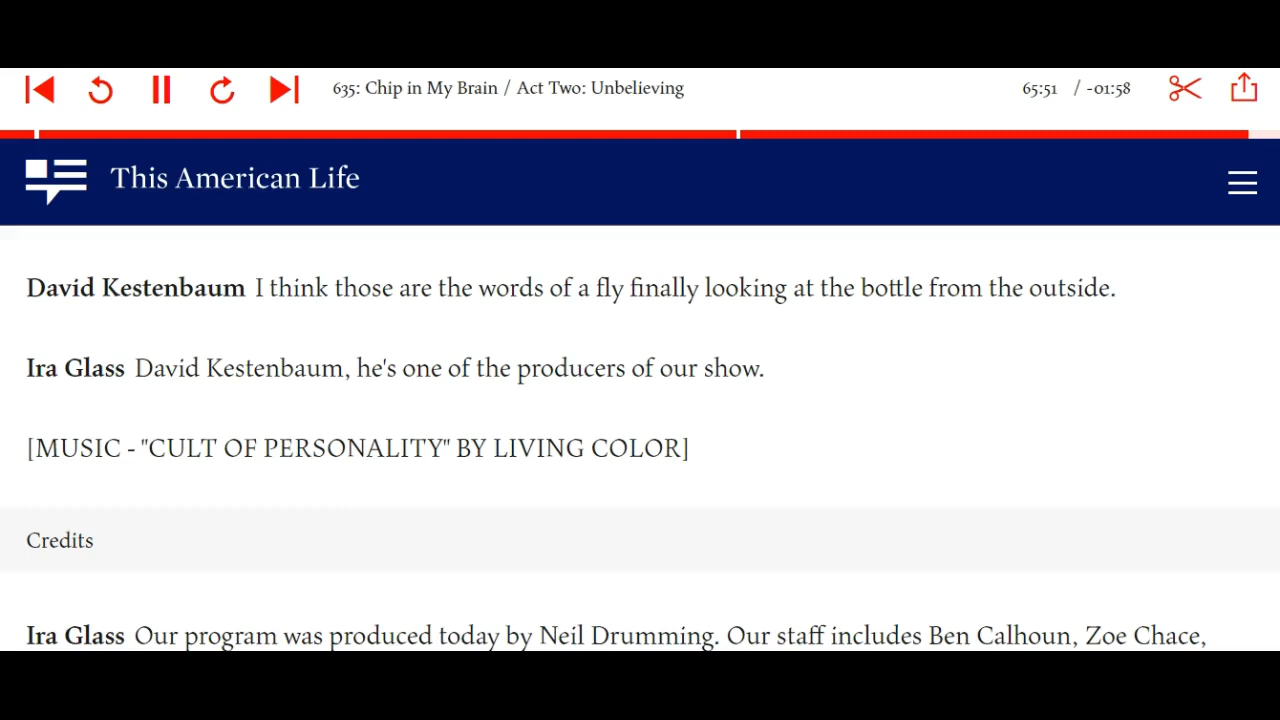 635: Chip in My Brain / Act Two: Unbelieving
65:51 / -01:58
This American Life
David Kestenbaum I think those are the words of a fly finally looking at the bottle from the outside.
Ira Glass David Kestenbaum, he's one of the producers of our show.
[MUSIC - "CULT OF PERSONALITY" BY LIVING COLOR]
Credits
Ira Glass Our program was produced today by Neil Drumming. Our staff includes Ben Calhoun, Zoe Chace,